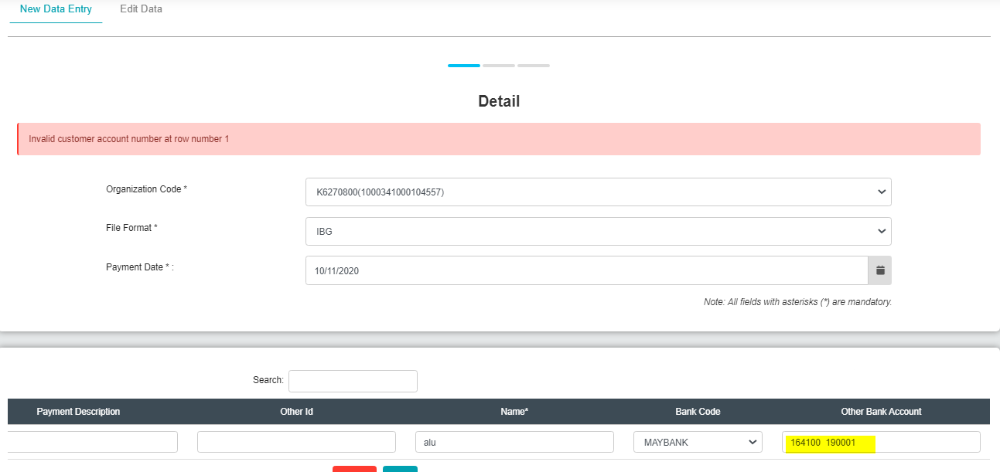 New Data Entry Edit Data
Detail
Invalid customer account number at row number 1
Organization Code * K6270800(1000341000104557)
File Format * IBG
Payment Date * : 10/11/2020
Note: All fields with asterisks (*) are mandatory.
Search:
Payment Description Other Id Name* Bank Code Other Bank Account
alu MAYBANK 164100 190001